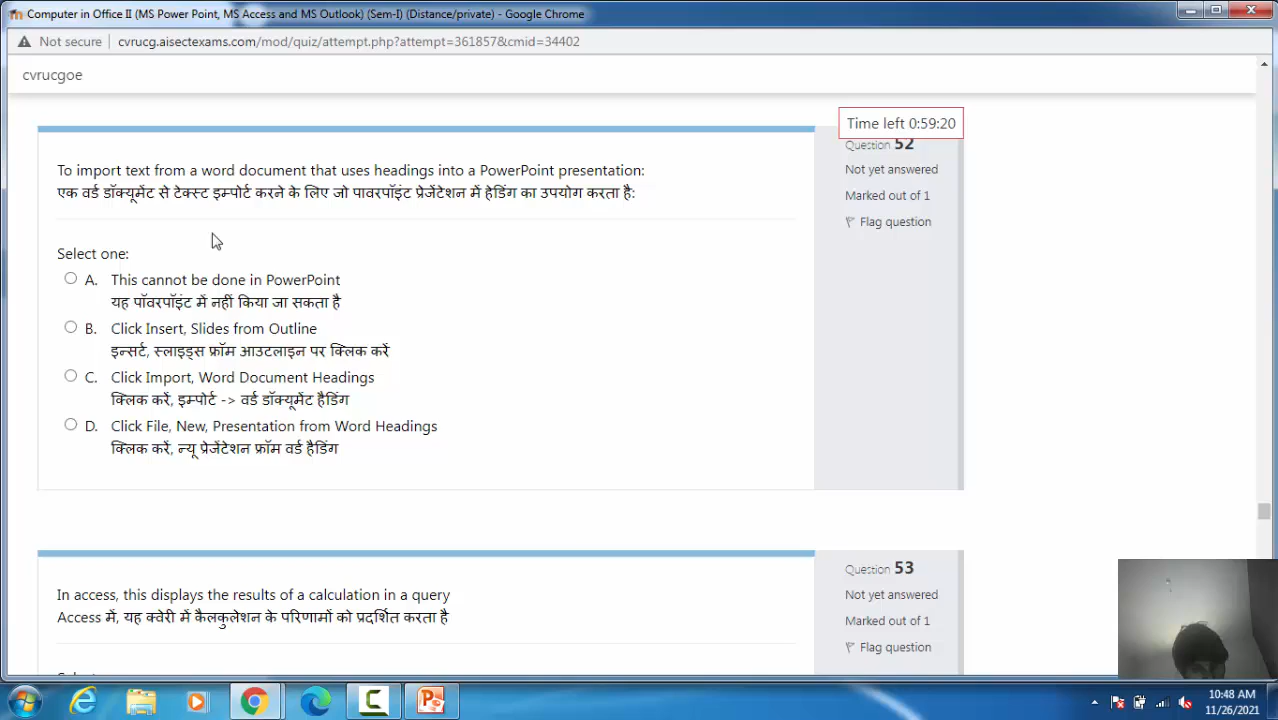 Computer in Office II (MS Power Point, MS Access and MS Outlook) (Sem-I) (Distance/private) - Google Chrome
Not secure | cvrucg.aisectexams.com/mod/quiz/attempt.php?attempt=361857&cmid=34402
cvrucgoe
Time left 0:59:20
Question 52
Not yet answered
Marked out of 1
Flag question
To import text from a word document that uses headings into a PowerPoint presentation:
एक वर्ड डॉक्यूमेंट से टेक्स्ट इम्पोर्ट करने के लिए जो पावरपॉइंट प्रेजेंटेशन में हेडिंग का उपयोग करता है:
Select one:
A. This cannot be done in PowerPoint
यह पॉवरपॉइंट में नहीं किया जा सकता है
B. Click Insert, Slides from Outline
इन्सर्ट, स्लाइड्स फ्रॉम आउटलाइन पर क्लिक करें
C. Click Import, Word Document Headings
क्लिक करें, इम्पोर्ट -> वर्ड डॉक्यूमेंट हैडिंग
D. Click File, New, Presentation from Word Headings
क्लिक करें, न्यू प्रेजेंटेशन फ्रॉम वर्ड हैडिंग
Question 53
Not yet answered
Marked out of 1
Flag question
In access, this displays the results of a calculation in a query
Access में, यह क्वेरी में कैलकुलेशन के परिणामों को प्रदर्शित करता है
10:48 AM
11/26/2021